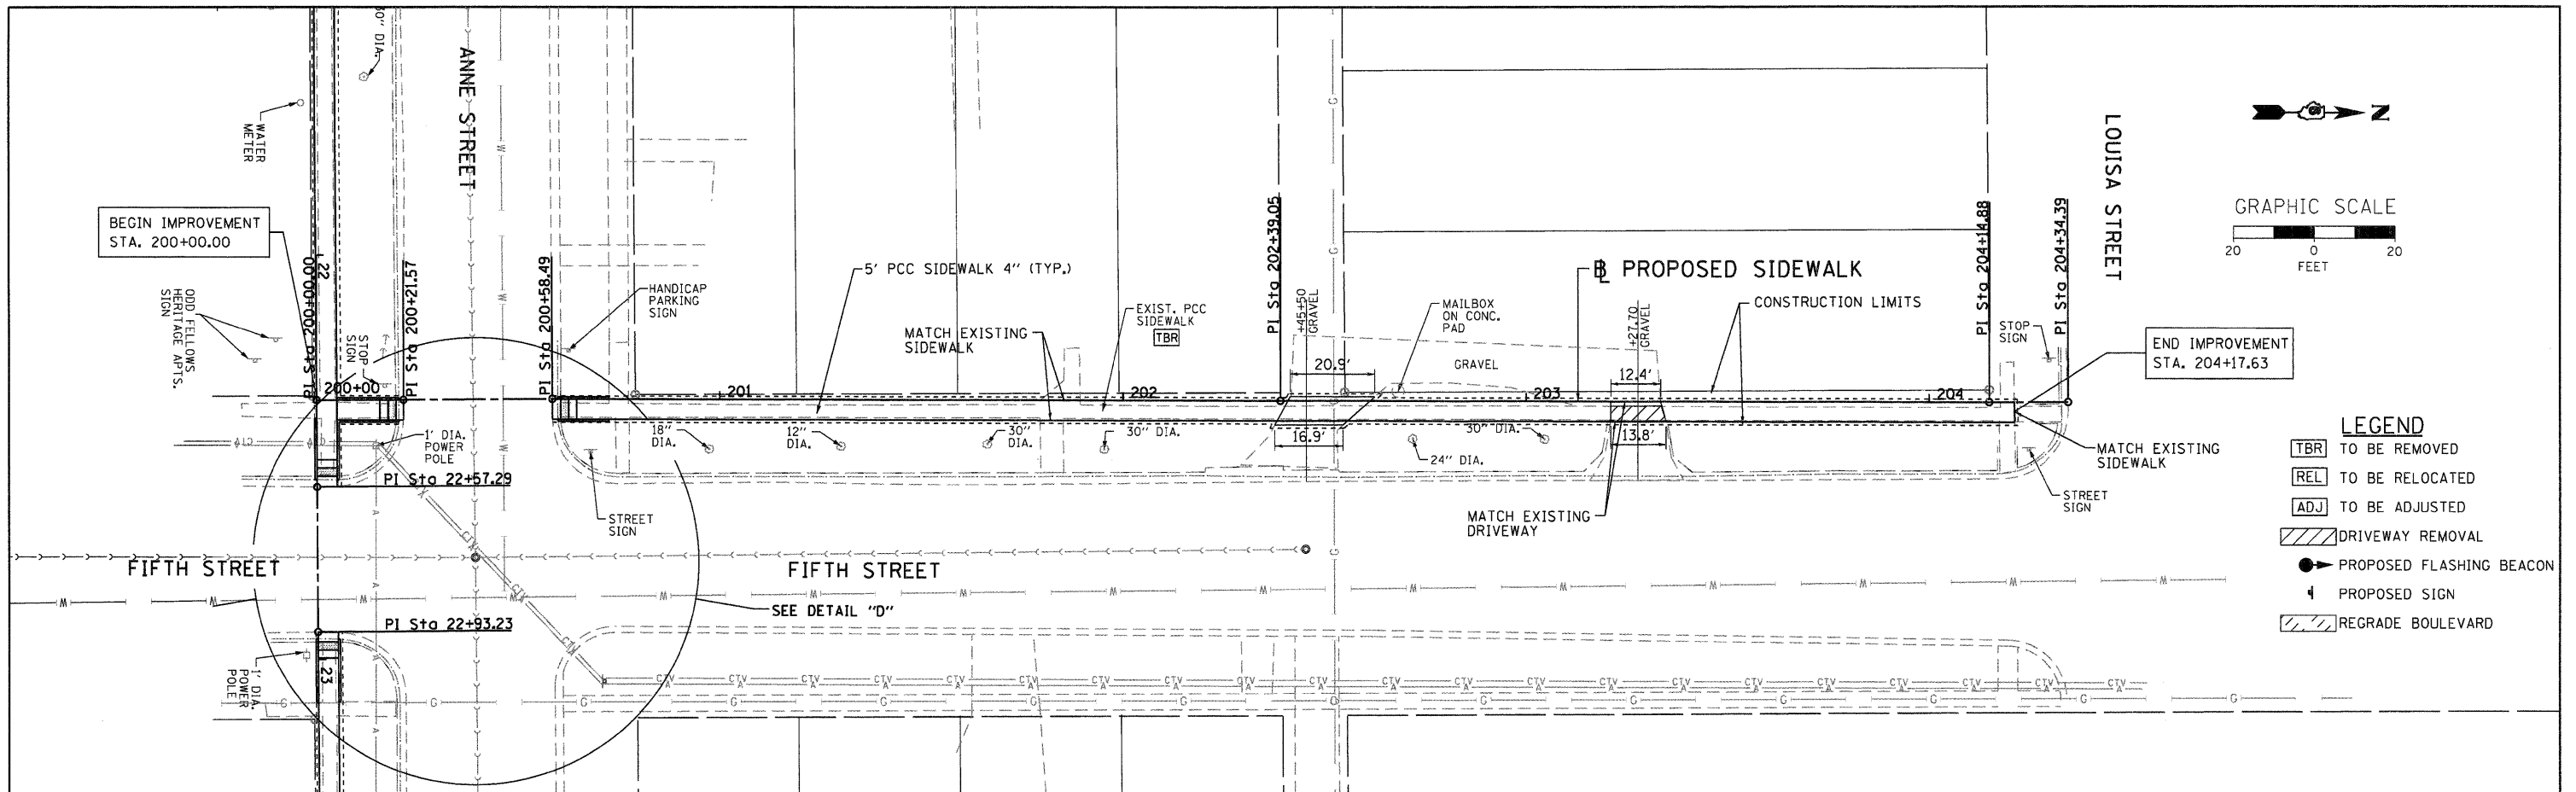 30" DIA.
ANNE STREET
WATER
METER
BEGIN IMPROVEMENT
STA. 200+00.00
PI Sta 200+00.00
22
PI Sta 200+21.57
PI Sta 200+58.49
ODD FELLOWS
HERITAGE APTS.
SIGN
STOP
SIGN
200+00
HANDICAP
PARKING
SIGN
5' PCC SIDEWALK 4" (TYP.)
MATCH EXISTING
SIDEWALK
EXIST. PCC
SIDEWALK
TBR
PI Sta 202+39.05
+45.50
GRAVEL
MAILBOX
ON CONC.
PAD
GRAVEL
20.9'
16.9'
PROPOSED SIDEWALK
+27.70
GRAVEL
12.4'
13.8'
CONSTRUCTION LIMITS
PI Sta 204+14.88
PI Sta 204+34.39
STOP
SIGN
LOUISA STREET
N
GRAPHIC SCALE
20 0 20
FEET
END IMPROVEMENT
STA. 204+17.63
201
202
203
204
18"
DIA.
12"
DIA.
30"
DIA.
30" DIA.
24" DIA.
30" DIA.
1' DIA.
POWER
POLE
PI Sta 22+57.29
STREET
SIGN
MATCH EXISTING
DRIVEWAY
MATCH EXISTING
SIDEWALK
STREET
SIGN
FIFTH STREET
FIFTH STREET
SEE DETAIL "D"
PI Sta 22+93.23
23
1' DIA.
POWER
POLE
LEGEND
TBR TO BE REMOVED
REL TO BE RELOCATED
ADJ TO BE ADJUSTED
DRIVEWAY REMOVAL
PROPOSED FLASHING BEACON
PROPOSED SIGN
REGRADE BOULEVARD